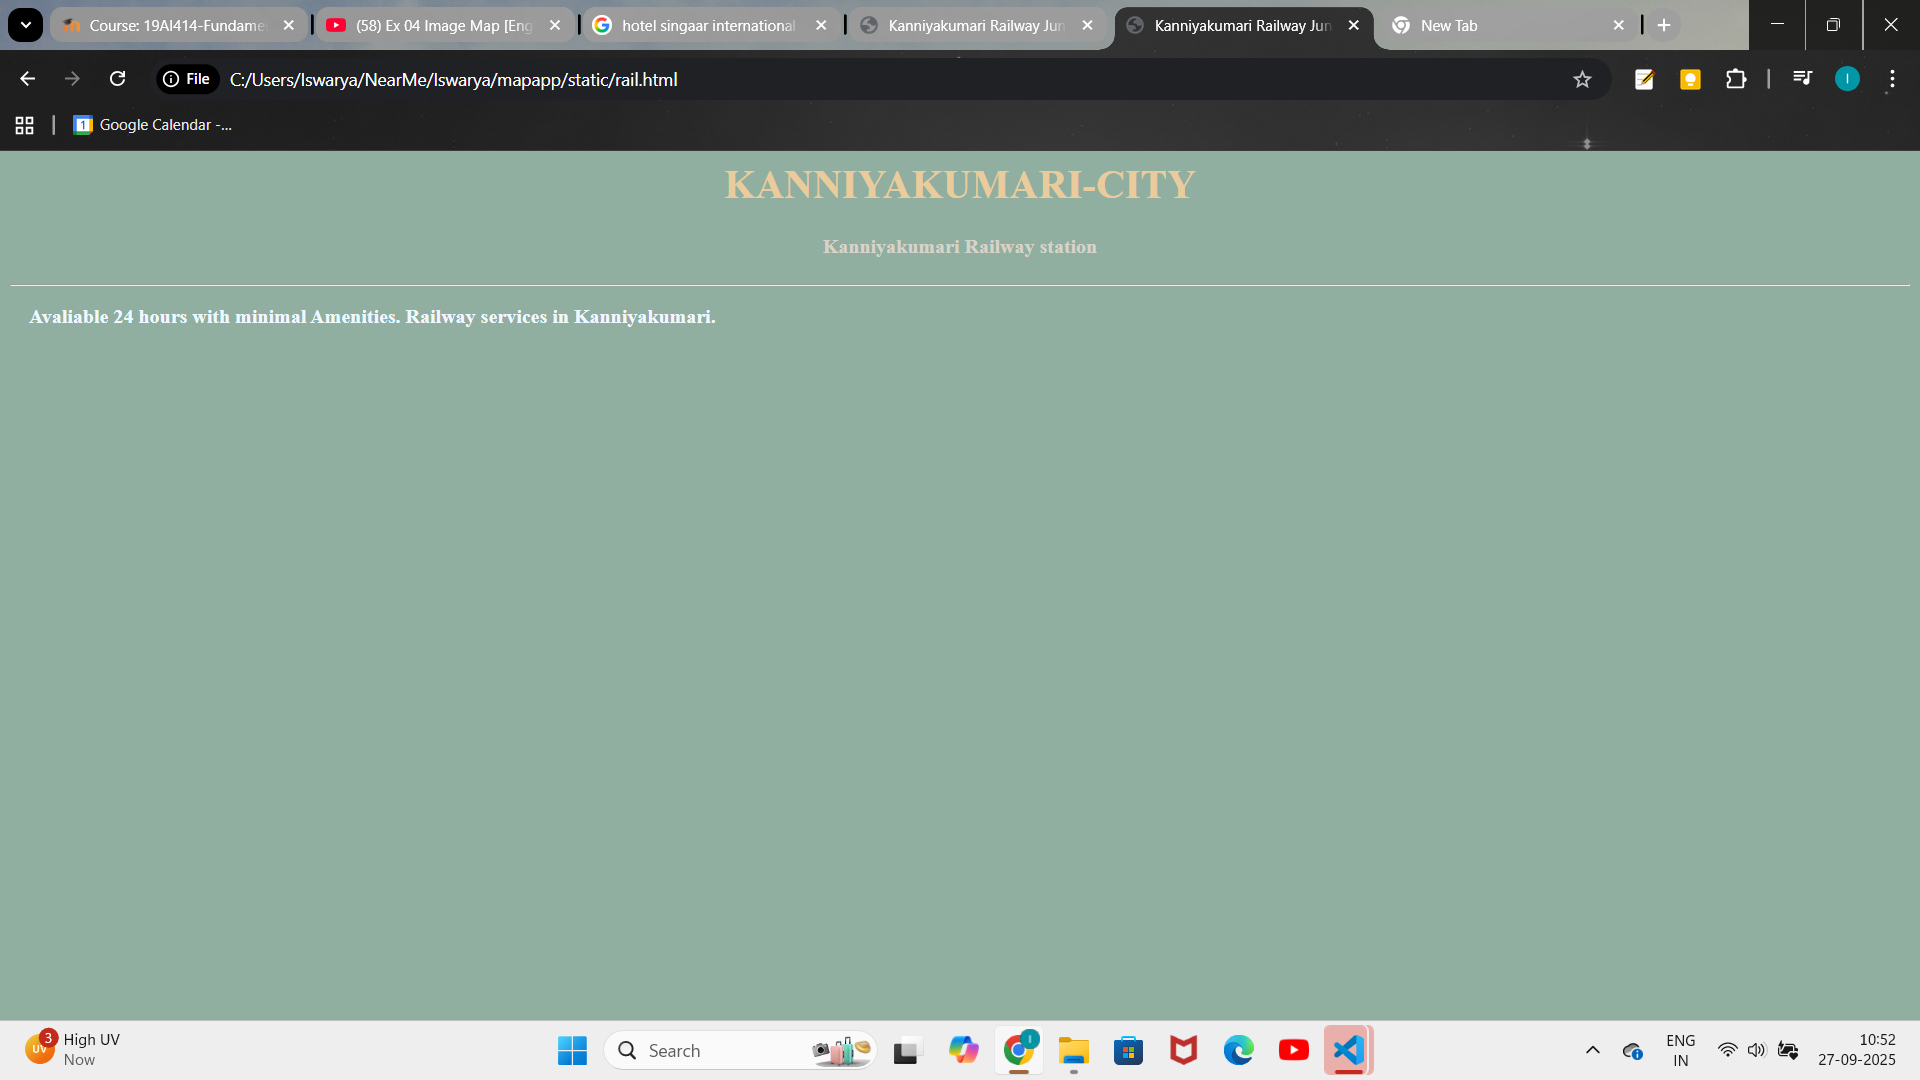 Course: 19AI414-Fundame
(58) Ex 04 Image Map [Eng
hotel singaar international
Kanniyakumari Railway Jun
Kanniyakumari Railway Jun
New Tab
File
C:/Users/Iswarya/NearMe/Iswarya/mapapp/static/rail.html
I
1
Google Calendar -...
KANNIYAKUMARI-CITY
Kanniyakumari Railway station
Avaliable 24 hours with minimal Amenities. Railway services in Kanniyakumari.
3
UV
High UV
Now
Search
I
ENG
IN
10:52
27-09-2025